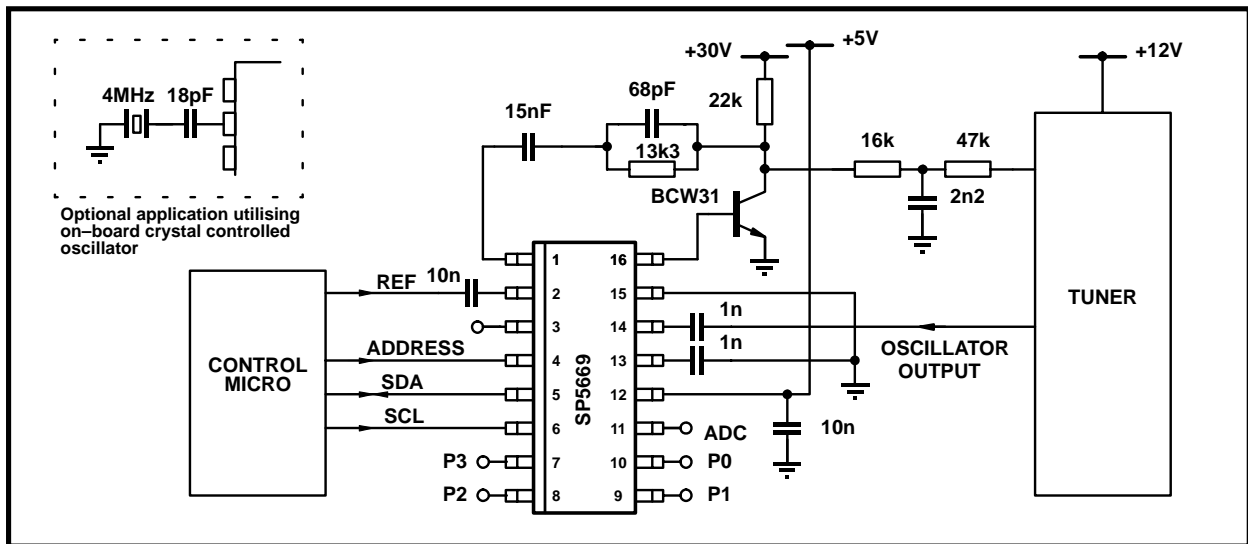 +5V
+30V
+12V
4MHz 18pF
68pF
22k
15nF
13k3
16k 47k
BCW31
2n2
Optional application utilising
on–board crystal controlled
oscillator
1 16
REF 10n
2 15
TUNER
3 14 1n
1n
ADDRESS
4 13
OSCILLATOR
OUTPUT
CONTROL
MICRO
SDA
5 12
SP5669
SCL
6 11 ADC
10n
P3 7 10 P0
P2 8 9 P1